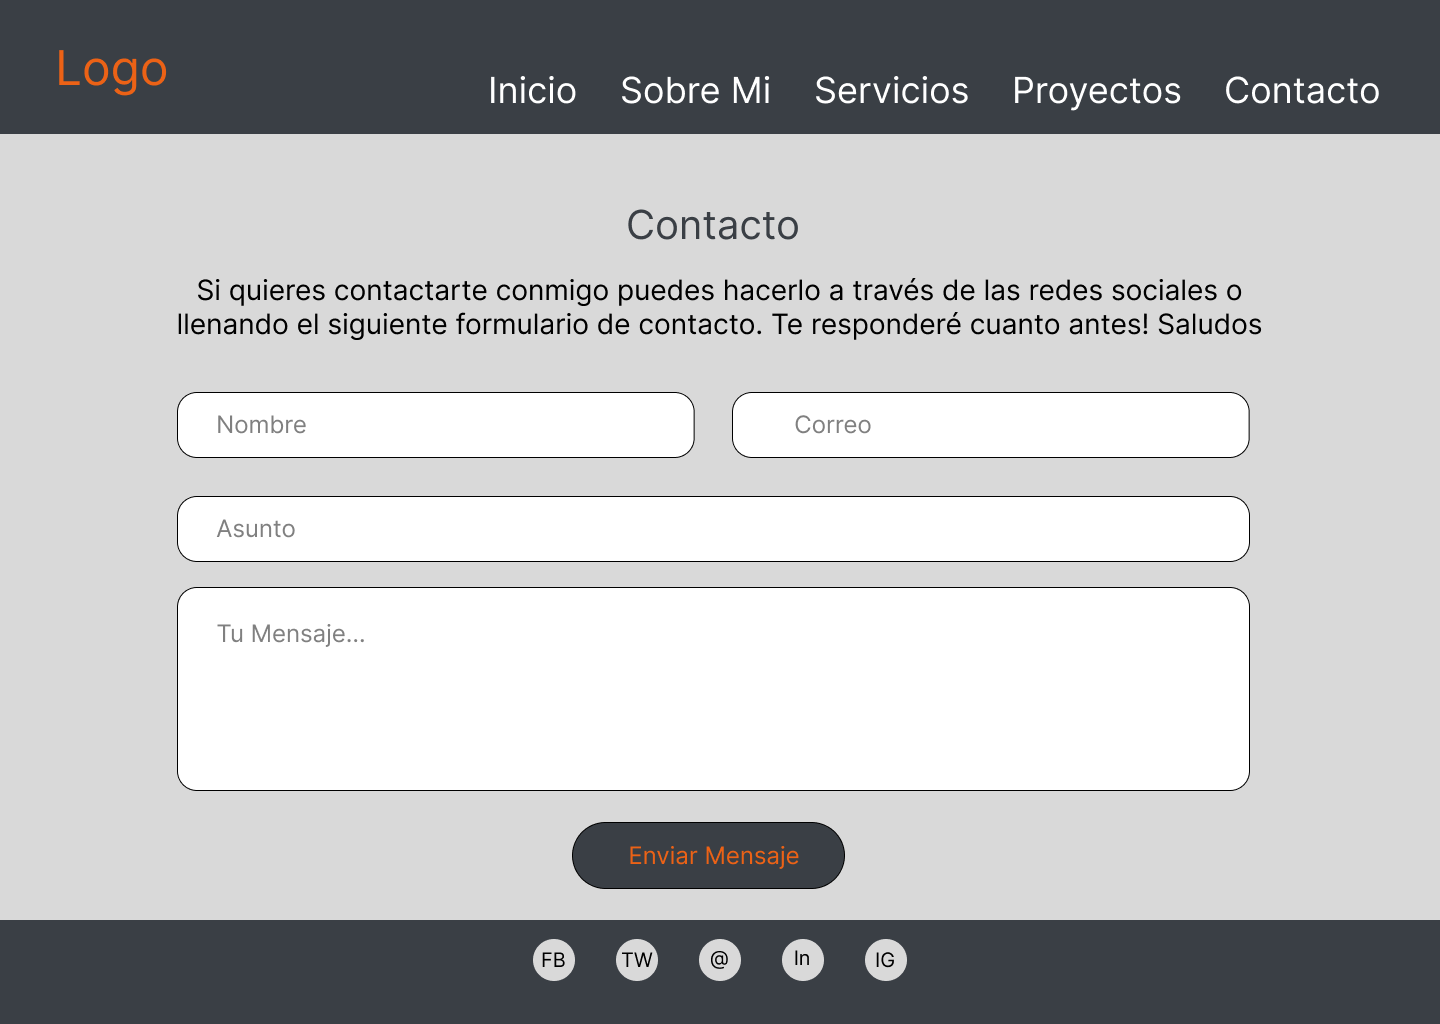 Logo
Inicio Sobre Mi Servicios Proyectos Contacto
Contacto
Si quieres contactarte conmigo puedes hacerlo a través de las redes sociales o
llenando el siguiente formulario de contacto. Te responderé cuanto antes! Saludos
Nombre Correo
Asunto
Tu Mensaje...
Enviar Mensaje
FB TW @ In IG